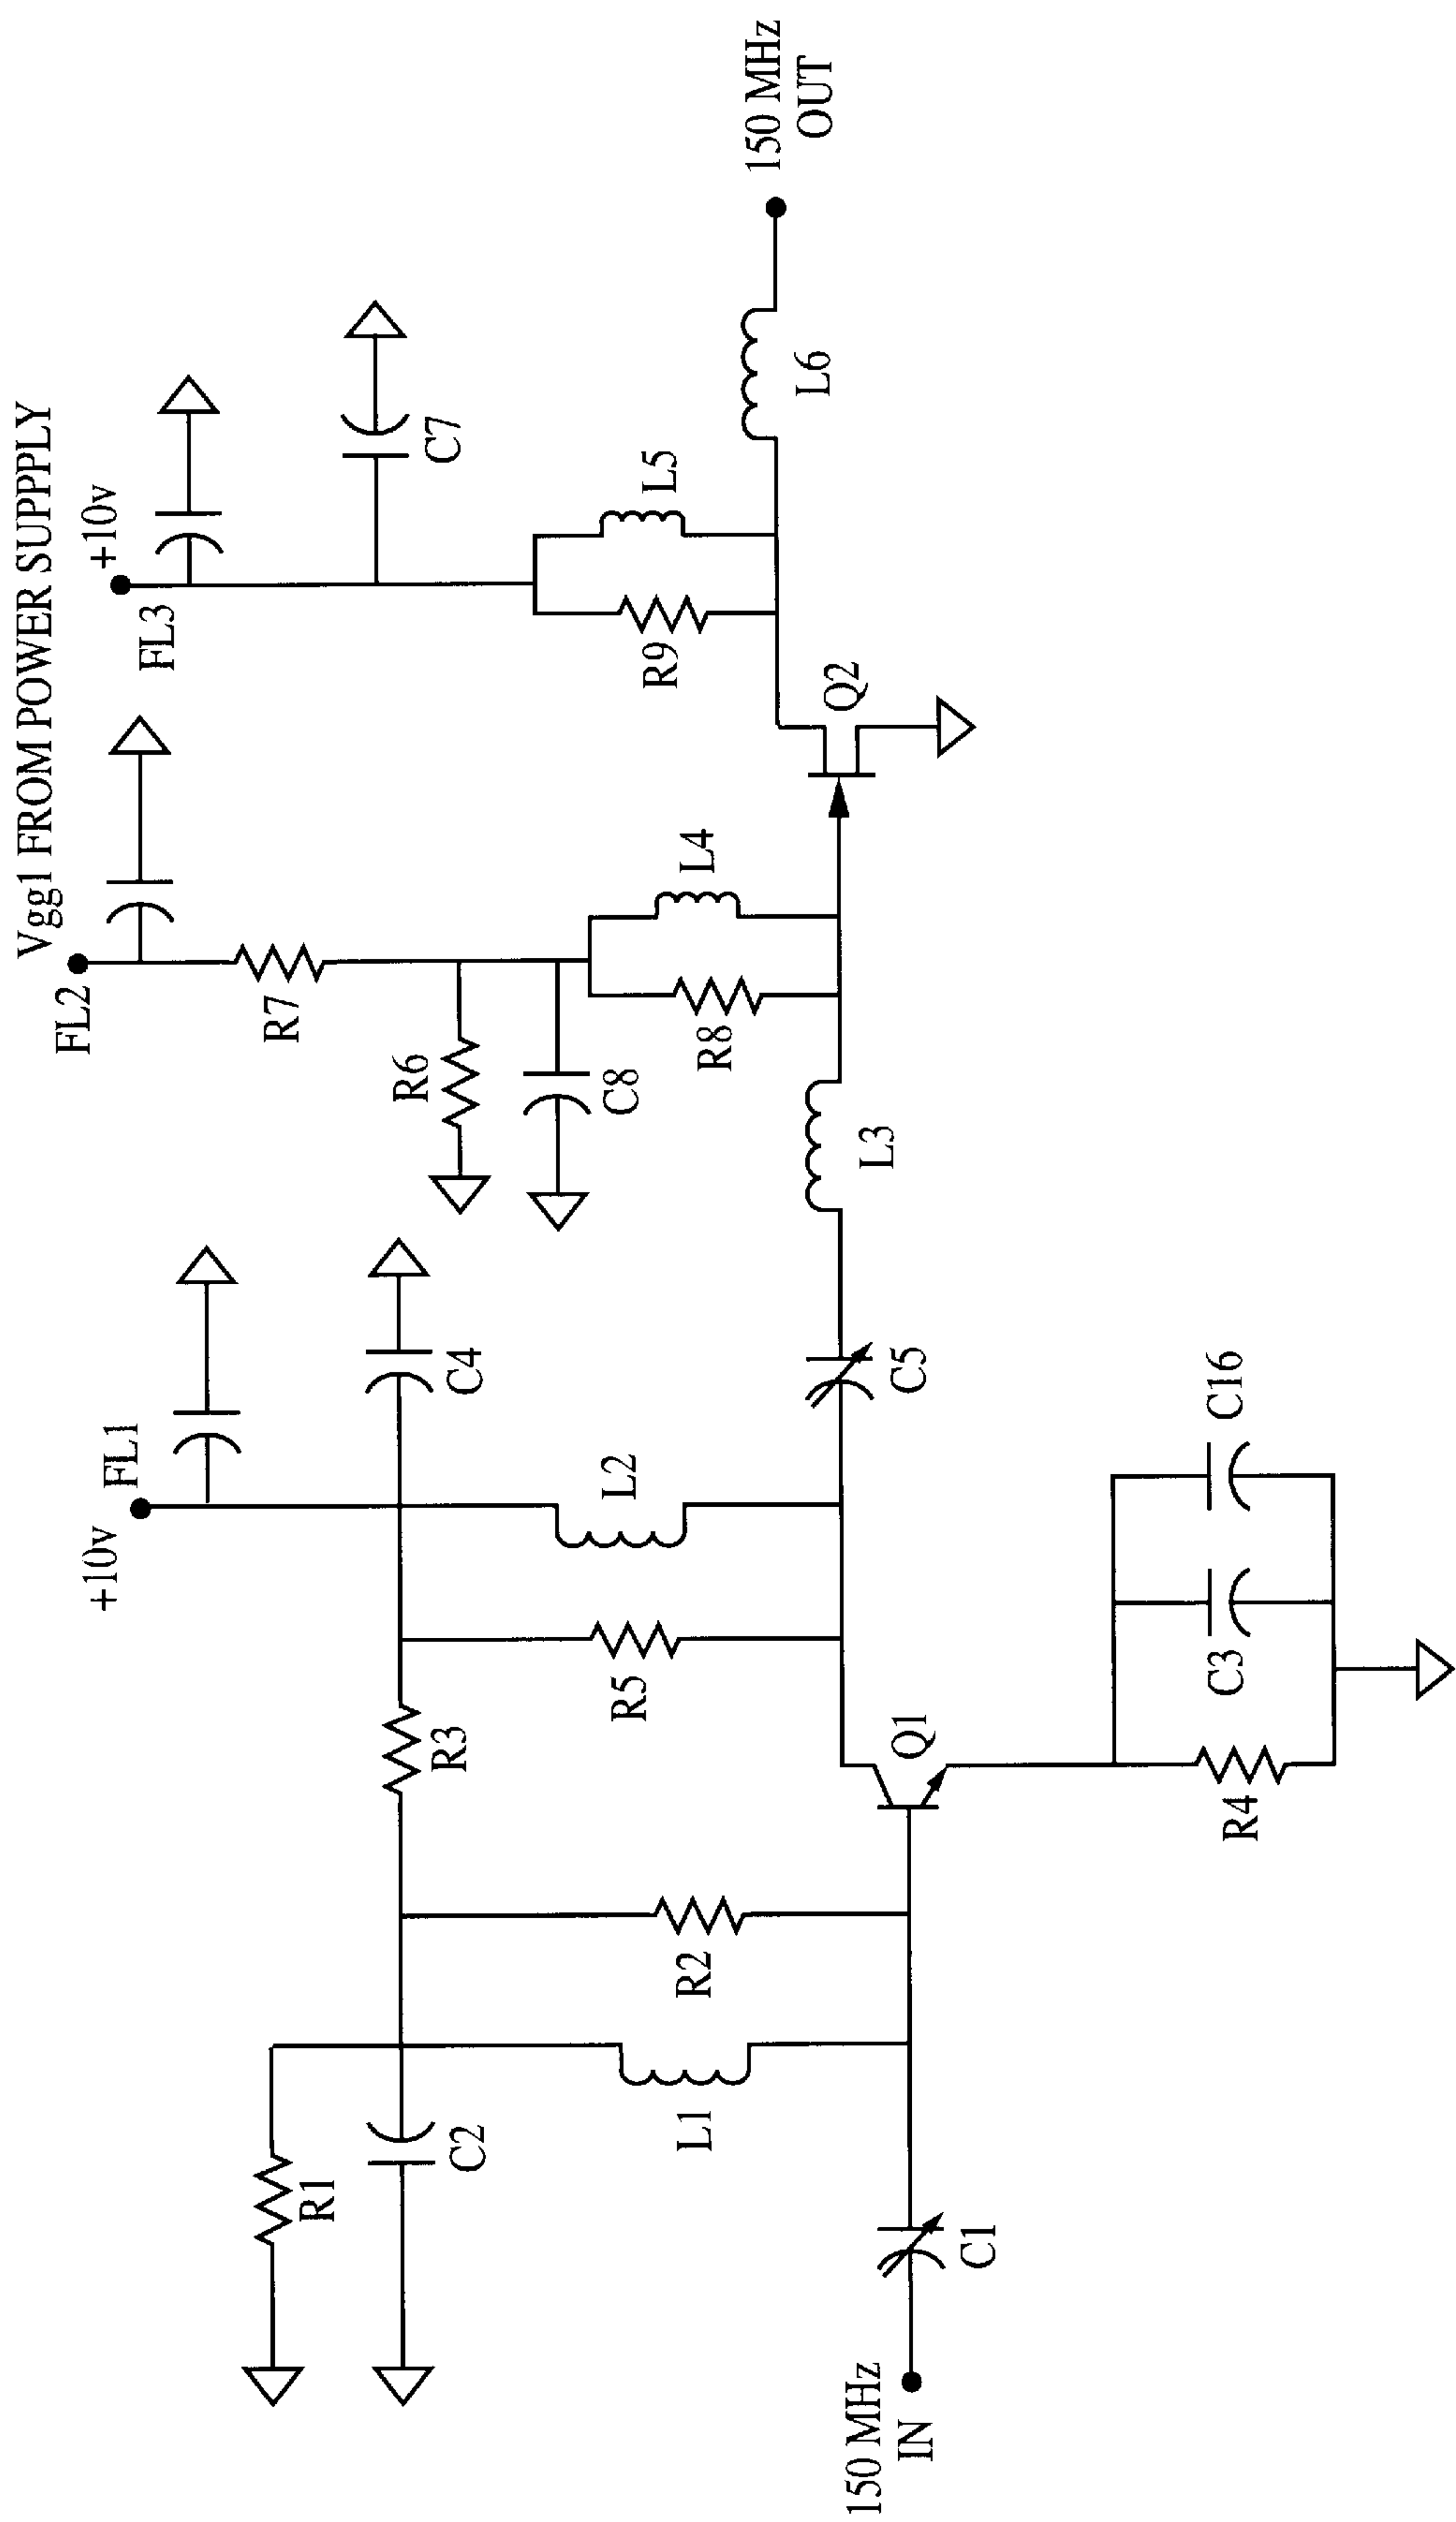 Vgg1 FROM POWER SUPPPLY
FL2
+10v
FL3
+10v
FL1
R7
C7
R6
C8
C4
R1
C2
R3
L4
R8
L5
R9
L2
R5
R2
L1
150 MHz
OUT
L6
Q2
L3
C5
Q1
C1
150 MHz
IN
C16
C3
R4